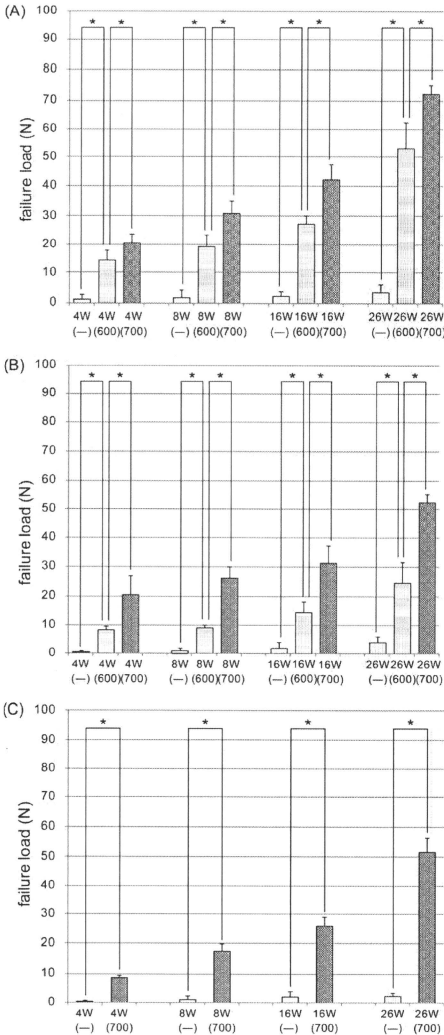 (A)
* * * * * * * *
failure load (N)
100
90
80
70
60
50
40
30
20
10
0
4W 4W 4W 8W 8W 8W 16W 16W 16W 26W 26W 26W
(—) (600)(700) (—) (600)(700) (—) (600)(700) (—) (600)(700)
(B)
* * * * * * * *
failure load (N)
100
90
80
70
60
50
40
30
20
10
0
4W 4W 4W 8W 8W 8W 16W 16W 16W 26W 26W 26W
(—) (600)(700) (—) (600)(700) (—) (600)(700) (—) (600)(700)
(C)
* * * *
failure load (N)
100
90
80
70
60
50
40
30
20
10
0
4W 4W 8W 8W 16W 16W 26W 26W
(—) (700) (—) (700) (—) (700) (—) (700)